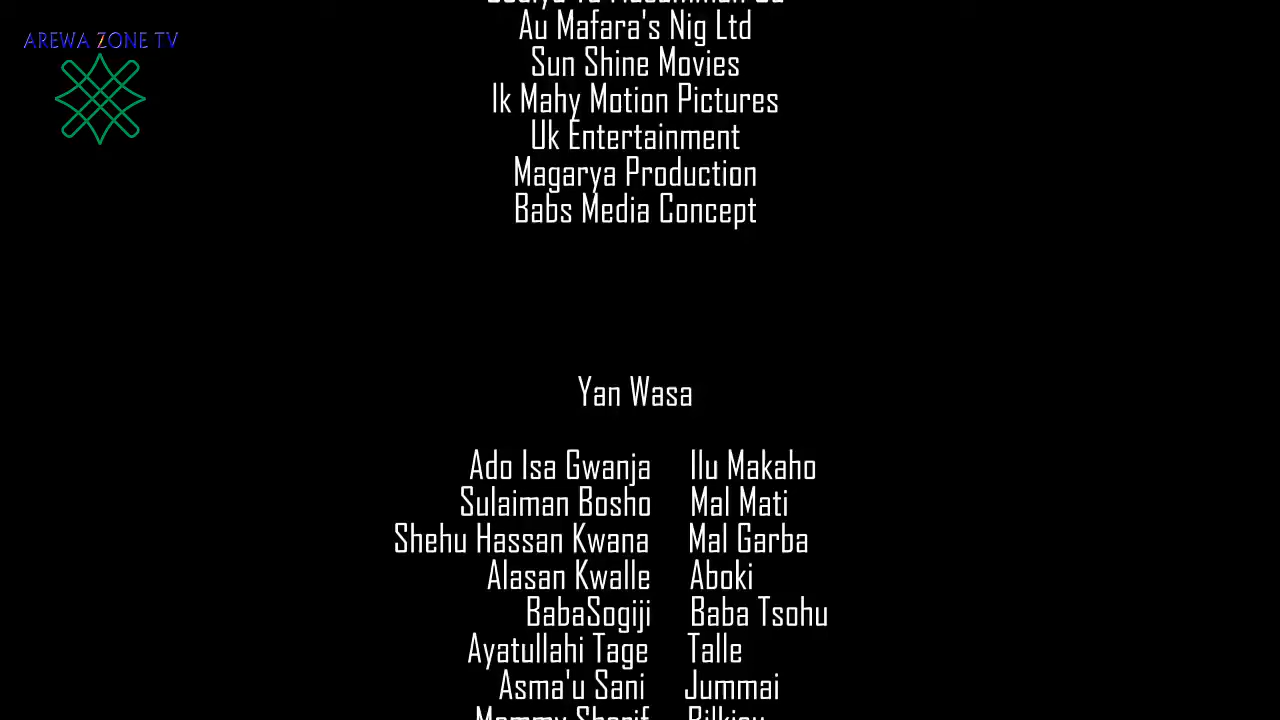 AREWA ZONE TV
Au Mafara's Nig Ltd
Sun Shine Movies
Ik Mahy Motion Pictures
Uk Entertainment
Magarya Production
Babs Media Concept
Yan Wasa
Ado Isa Gwanja Ilu Makaho
Sulaiman Bosho Mal Mati
Shehu Hassan Kwana Mal Garba
Alasan Kwalle Aboki
BabaSogiji Baba Tsohu
Ayatullahi Tage Talle
Asma'u Sani Jummai